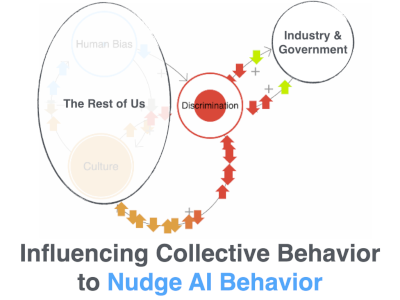 Human Bias
Industry &
Government
The Rest of Us
Discrimination
Culture
+
+
+
Influencing Collective Behavior
to Nudge AI Behavior